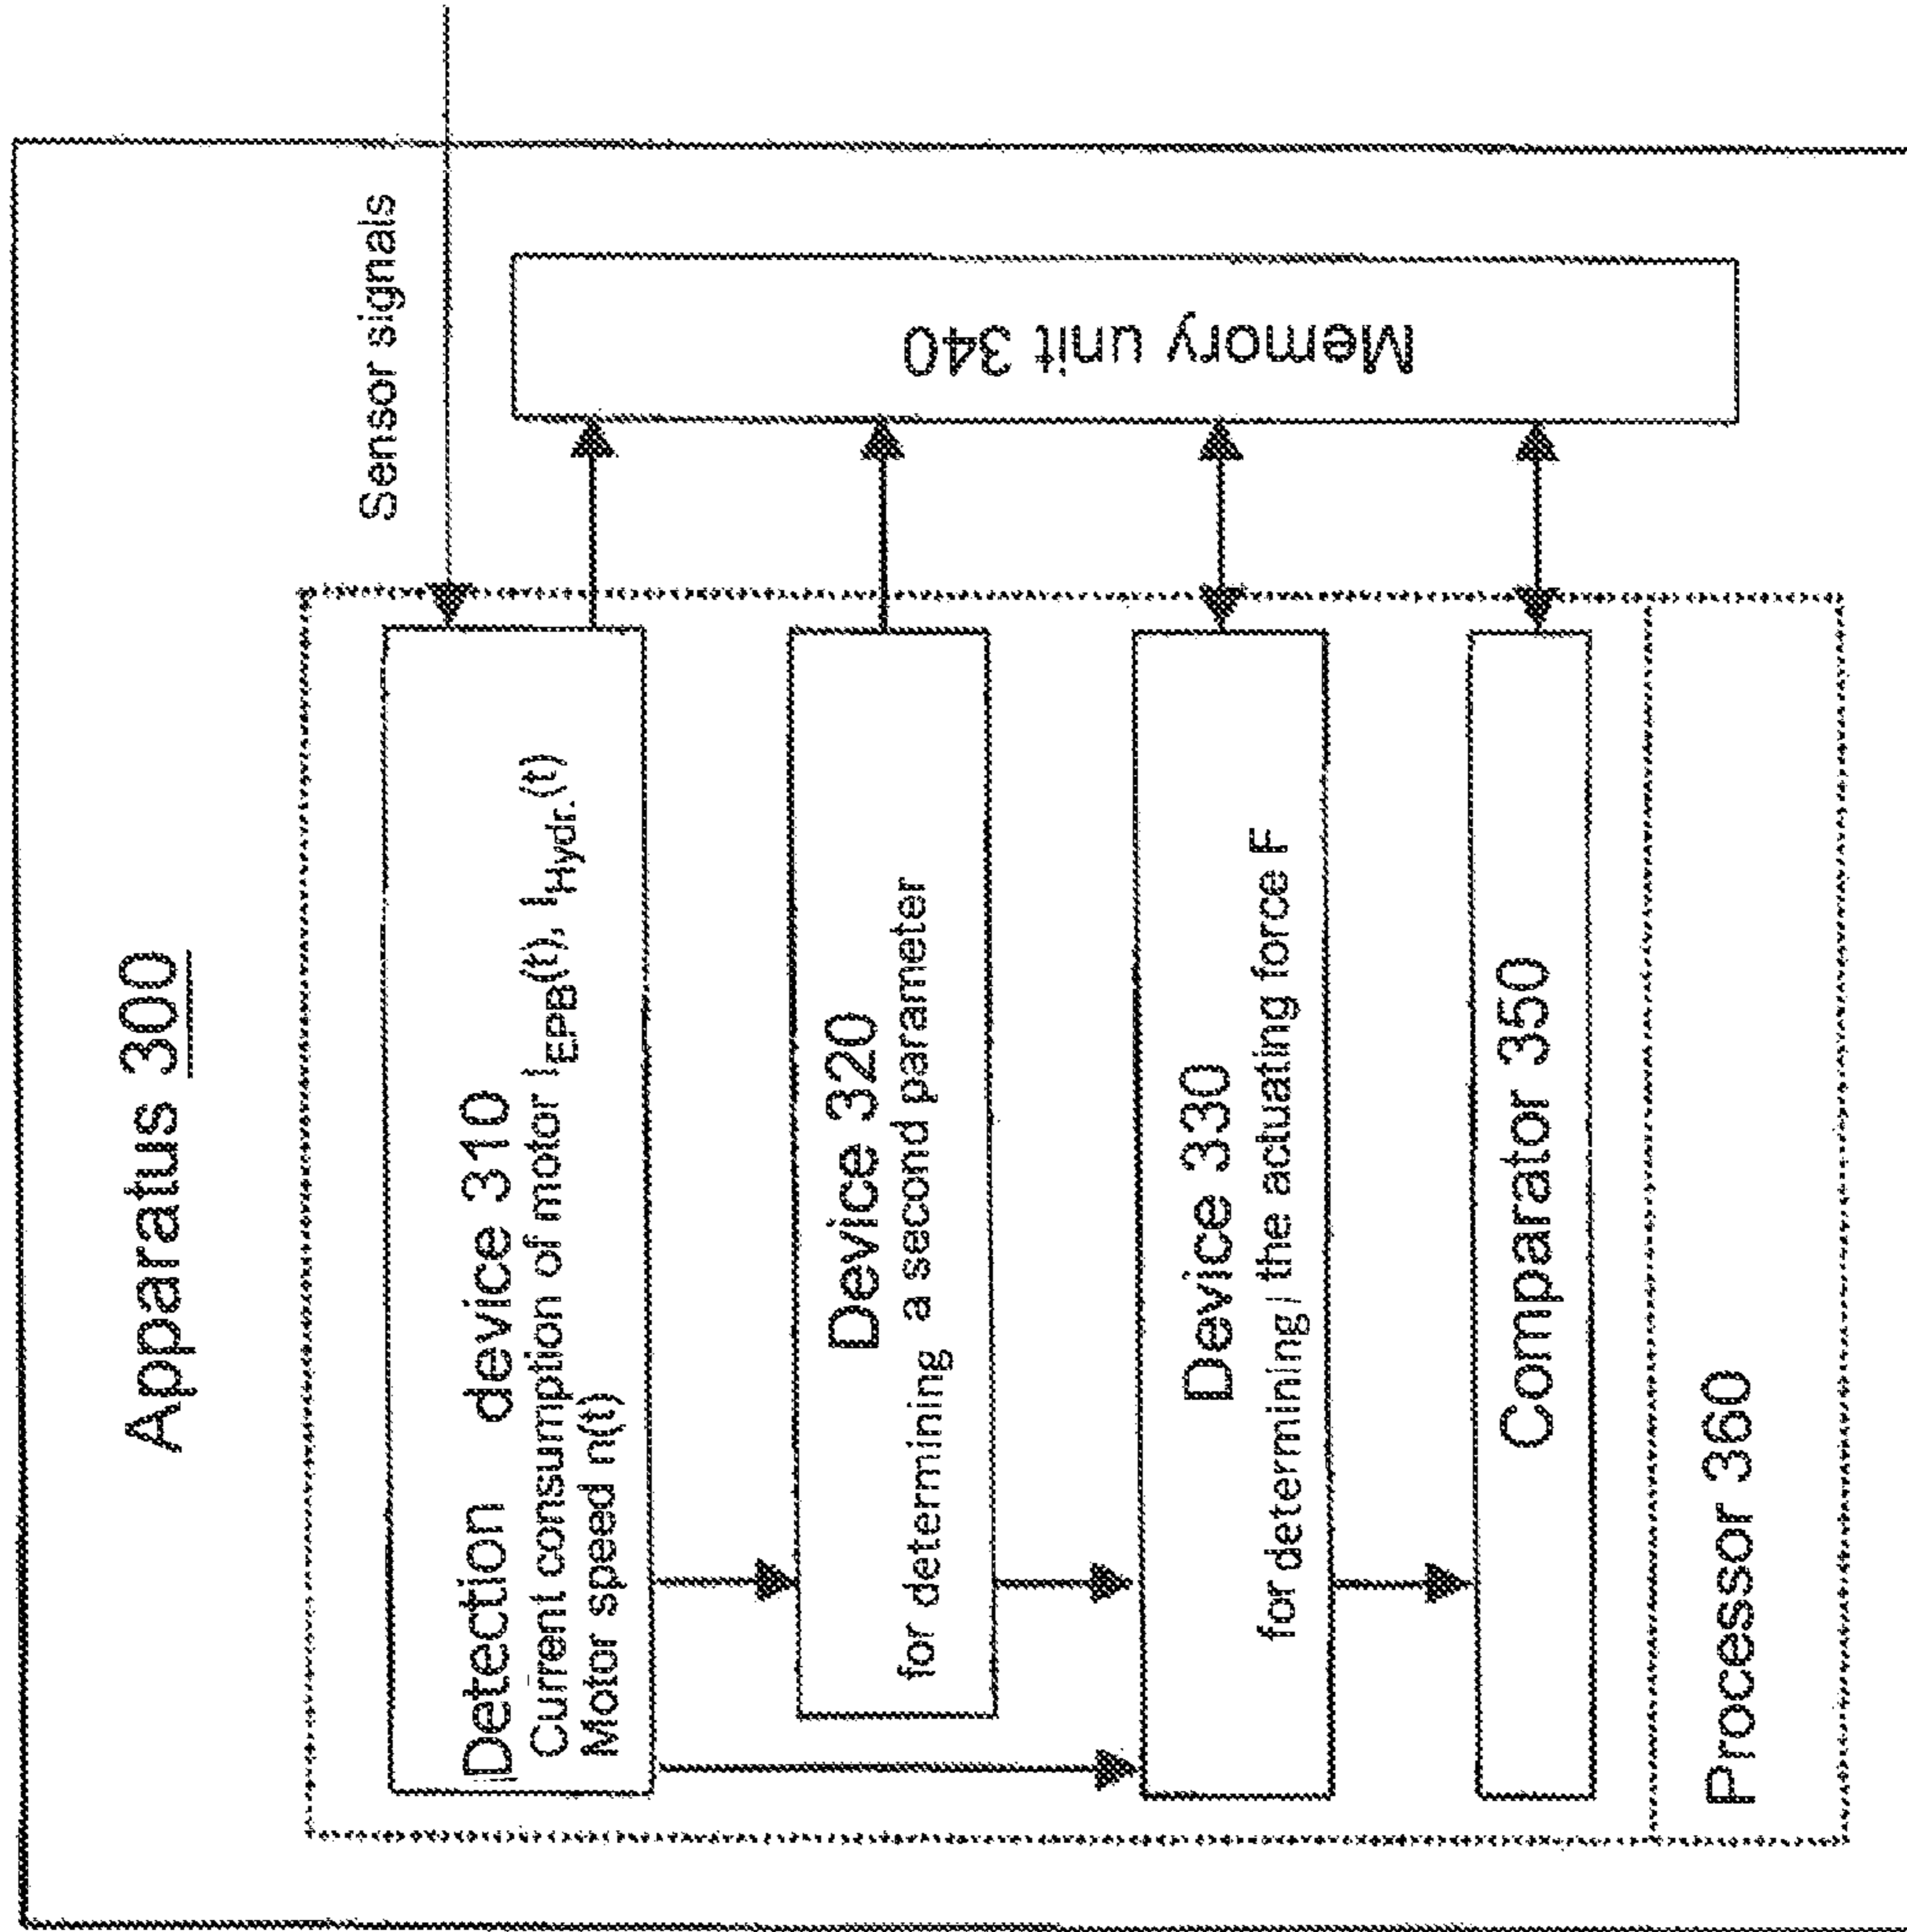 Apparatus 300
Sensor signals
Detection device 310
Current consumption of motor I_EPB(t), I_Hydr.(t)
Motor speed n(t)
Device 320
for determining a second parameter
Device 330
for determining / the actuating force F
Comparator 350
Processor 360
Memory unit 340